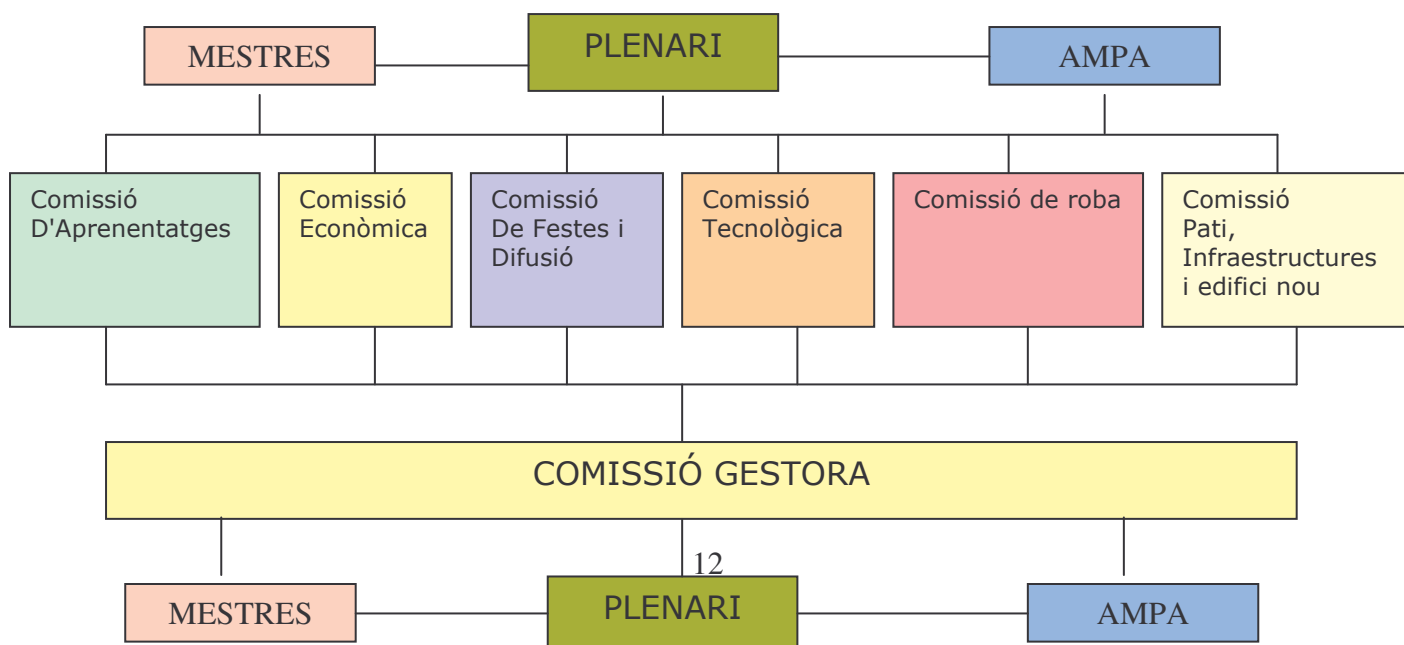 MESTRES
PLENARI
AMPA
Comissió
D'Aprenentatges
Comissió
Econòmica
Comissió
De Festes i
Difusió
Comissió
Tecnològica
Comissió de roba
Comissió
Pati,
Infraestructures
i edifici nou
COMISSIÓ GESTORA
12
MESTRES
PLENARI
AMPA